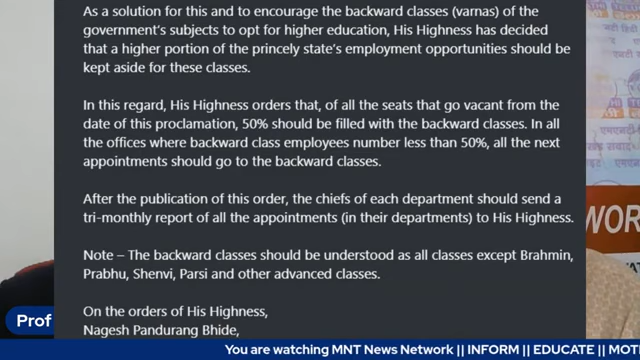 As a solution for this and to encourage the backward classes (varnas) of the
government's subjects to opt for higher education, His Highness has decided
that a higher portion of the princely state's employment opportunities should be
kept aside for these classes.
In this regard, His Highness orders that, of all the seats that go vacant from the
date of this proclamation, 50% should be filled with the backward classes. In all
the offices where backward class employees number less than 50%, all the next
appointments should go to the backward classes.
After the publication of this order, the chiefs of each department should send a
tri-monthly report of all the appointments (in their departments) to His Highness.
Note – The backward classes should be understood as all classes except Brahmin,
Prabhu, Shenvi, Parsi and other advanced classes.
On the orders of His Highness,
Nagesh Pandurang Bhide,
WOR
Prof
You are watching MNT News Network || INFORM || EDUCATE || MOT